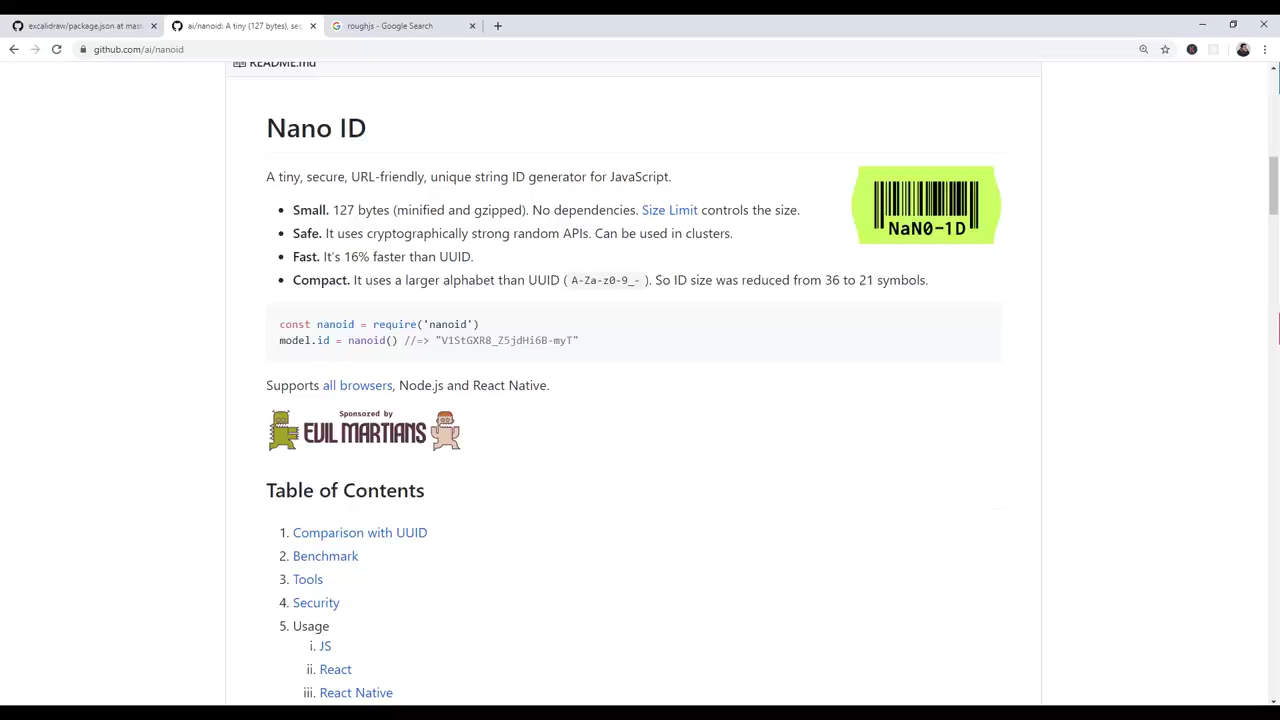 excalidraw/package.json at mast
ai/nanoid: A tiny (127 bytes), sec
roughjs - Google Search
github.com/ai/nanoid
README.md
Nano ID
A tiny, secure, URL-friendly, unique string ID generator for JavaScript.
Small. 127 bytes (minified and gzipped). No dependencies. Size Limit controls the size.
Safe. It uses cryptographically strong random APIs. Can be used in clusters.
Fast. It's 16% faster than UUID.
Compact. It uses a larger alphabet than UUID ( A-Za-z0-9_- ). So ID size was reduced from 36 to 21 symbols.
NaN0-1D
const nanoid = require('nanoid')
model.id = nanoid() //=> "V1StGXR8_Z5jdHi6B-myT"
Supports all browsers, Node.js and React Native.
Sponsored by
EVIL MARTIANS
Table of Contents
1. Comparison with UUID
2. Benchmark
3. Tools
4. Security
5. Usage
i. JS
ii. React
iii. React Native